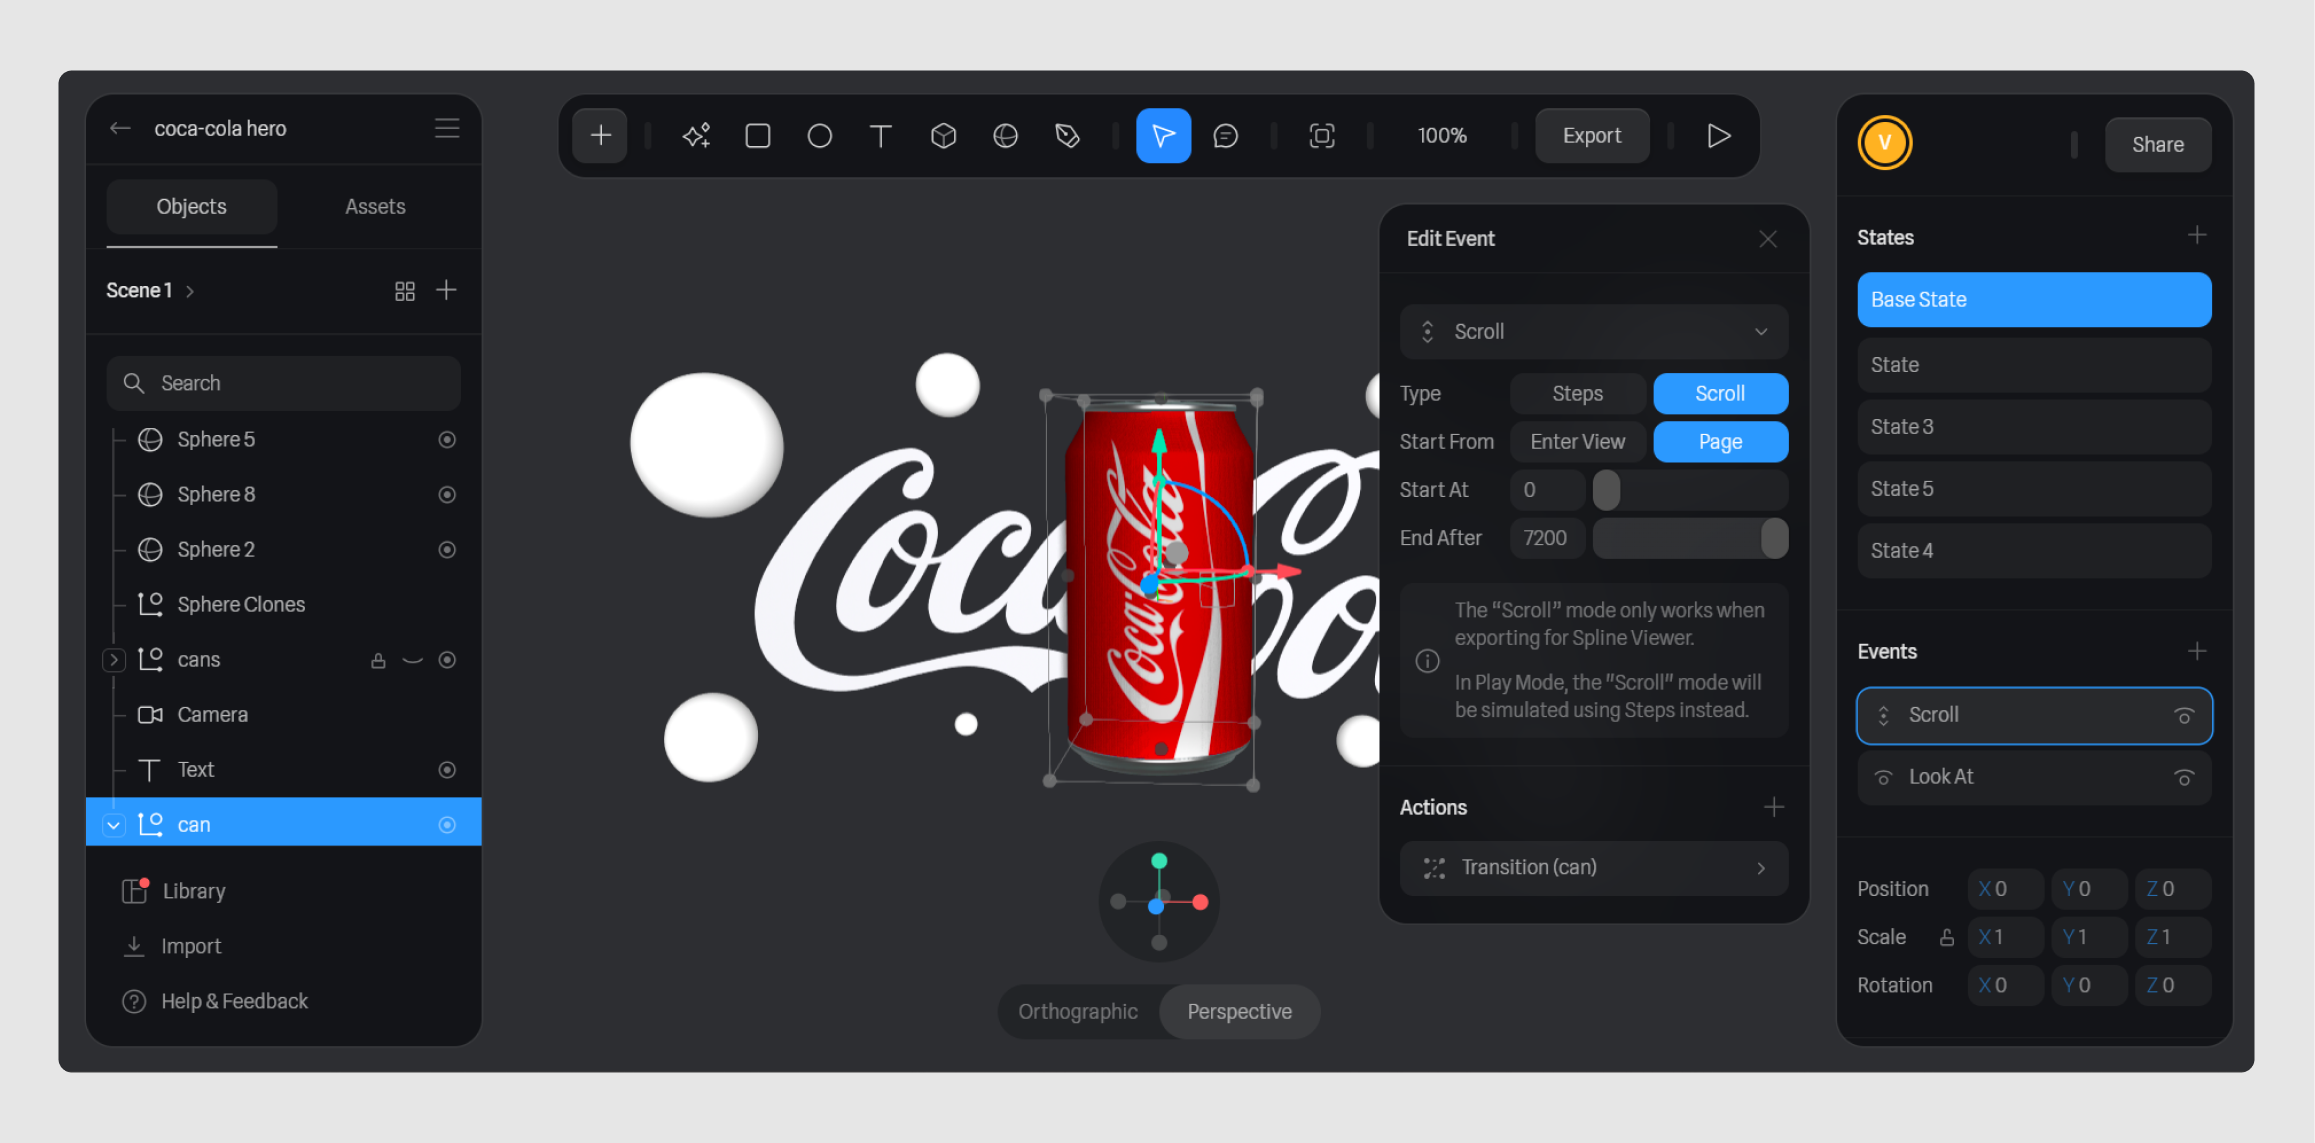 coca-cola hero
Objects
Assets
Scene 1
Search
Sphere 5
Sphere 8
Sphere 2
Sphere Clones
cans
Camera
Text
can
Library
Import
Help & Feedback
100%
Export
Coca-Cola
Coca-Cola
Orthographic
Perspective
Edit Event
Scroll
Type
Steps
Scroll
Start From
Enter View
Page
Start At
0
End After
7200
The “Scroll” mode only works when
exporting for Spline Viewer.
In Play Mode, the "Scroll" mode will
be simulated using Steps instead.
Actions
Transition (can)
V
Share
States
Base State
State
State 3
State 5
State 4
Events
Scroll
Look At
Position X 0 Y 0 Z 0
Scale X 1 Y 1 Z 1
Rotation X 0 Y 0 Z 0